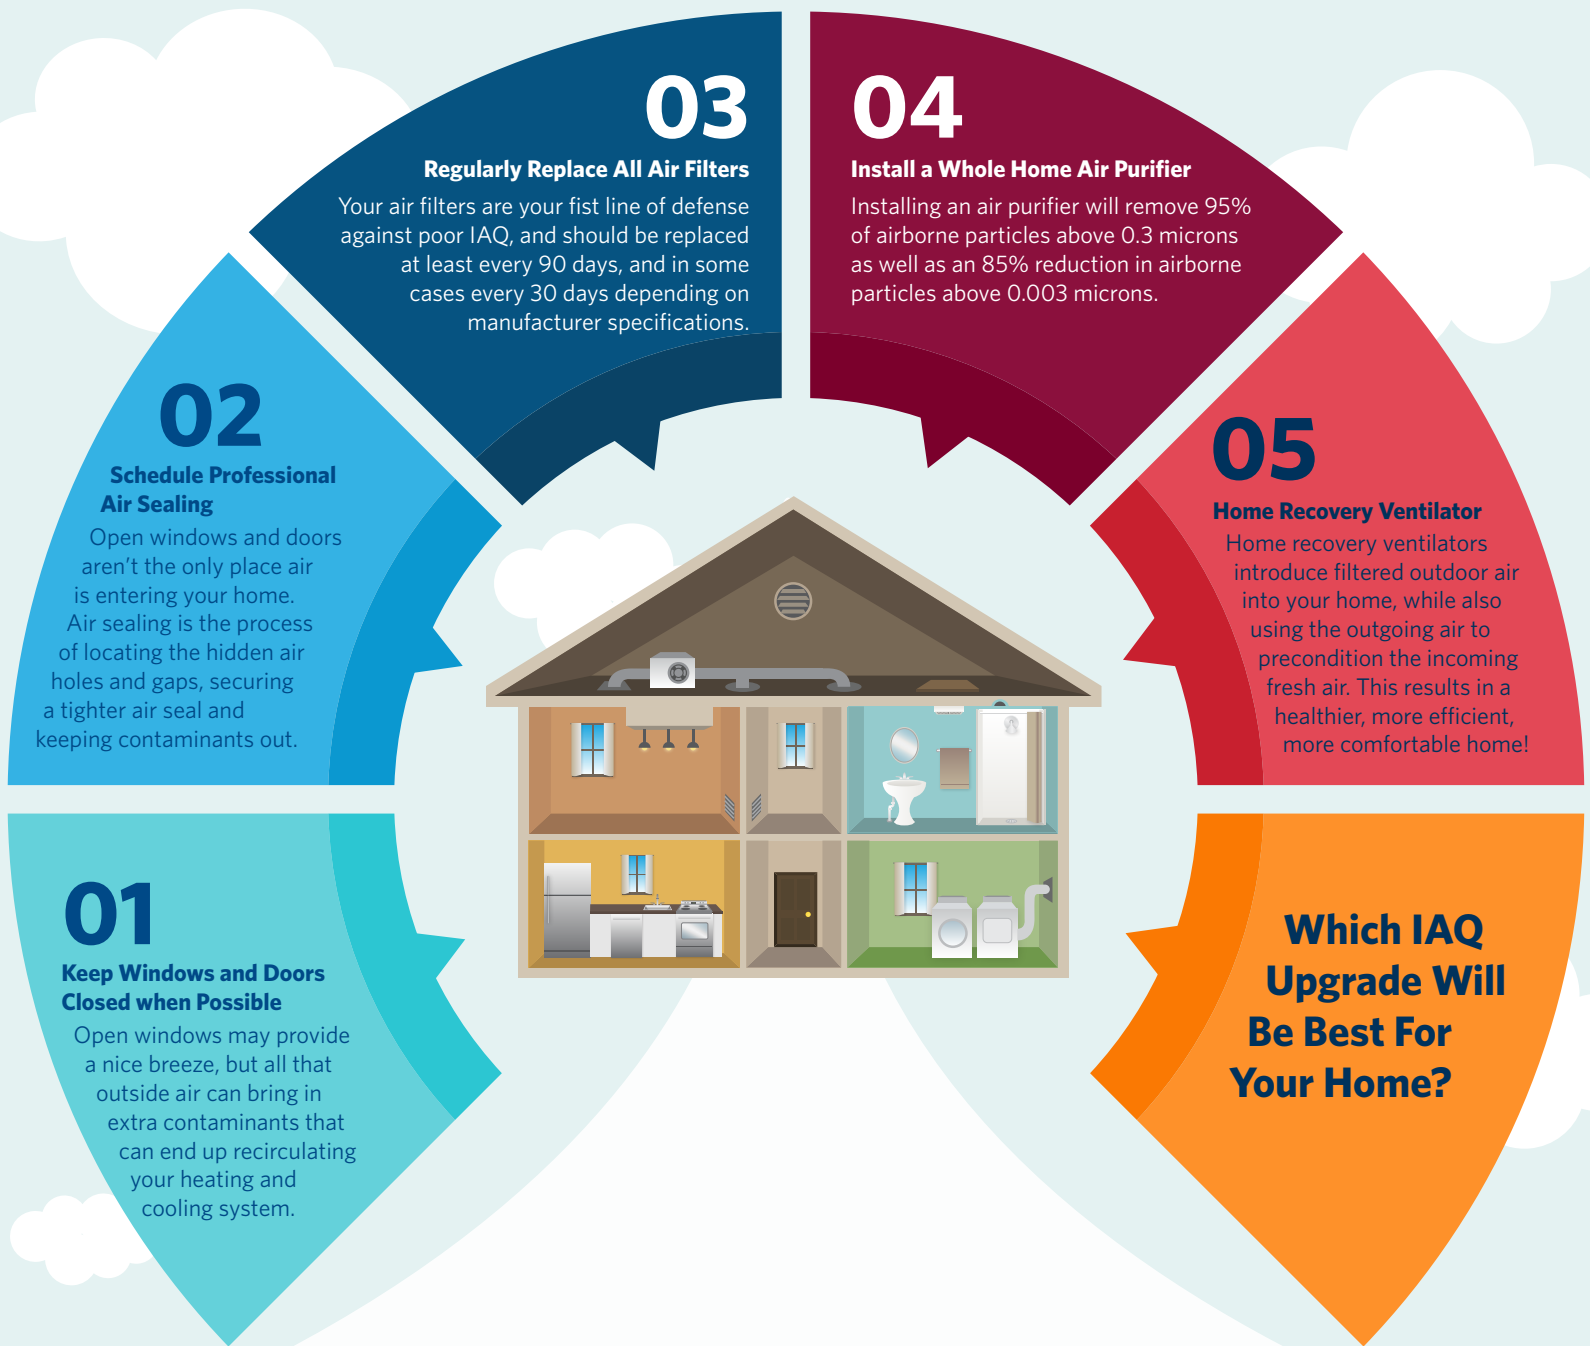 03
Regularly Replace All Air Filters
Your air filters are your fist line of defense
against poor IAQ, and should be replaced
at least every 90 days, and in some
cases every 30 days depending on
manufacturer specifications.
04
Install a Whole Home Air Purifier
Installing an air purifier will remove 95%
of airborne particles above 0.3 microns
as well as an 85% reduction in airborne
particles above 0.003 microns.
02
Schedule Professional
Air Sealing
Open windows and doors
aren't the only place air
is entering your home.
Air sealing is the process
of locating the hidden air
holes and gaps, securing
a tighter air seal and
keeping contaminants out.
05
Home Recovery Ventilator
Home recovery ventilators
introduce filtered outdoor air
into your home, while also
using the outgoing air to
precondition the incoming
fresh air. This results in a
healthier, more efficient,
more comfortable home!
01
Keep Windows and Doors
Closed when Possible
Open windows may provide
a nice breeze, but all that
outside air can bring in
extra contaminants that
can end up recirculating
your heating and
cooling system.
Which IAQ
Upgrade Will
Be Best For
Your Home?